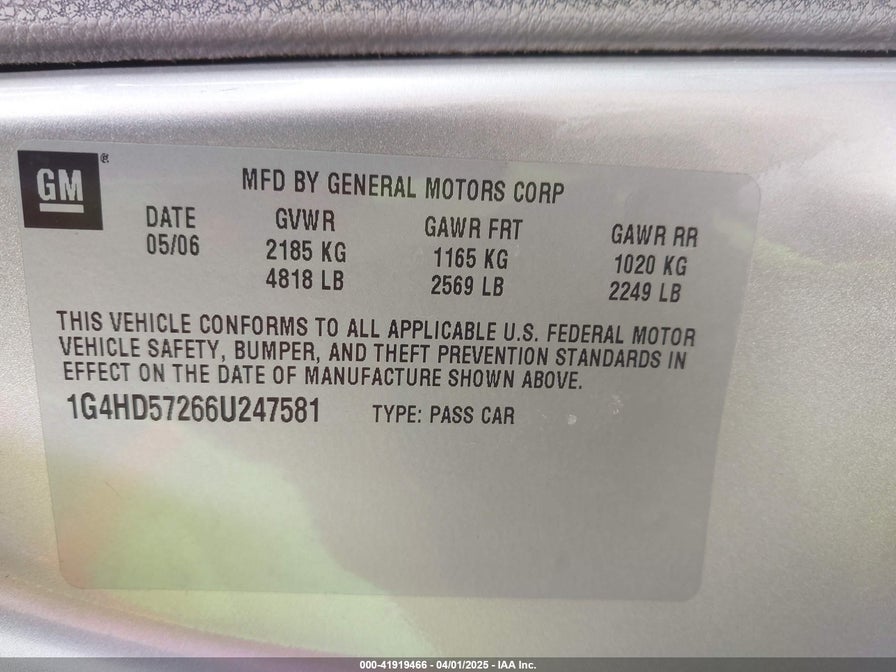 GM ®
MFD BY GENERAL MOTORS CORP
DATE GVWR GAWR FRT GAWR RR
05/06 2185 KG 1165 KG 1020 KG
4818 LB 2569 LB 2249 LB
THIS VEHICLE CONFORMS TO ALL APPLICABLE U.S. FEDERAL MOTOR
VEHICLE SAFETY, BUMPER, AND THEFT PREVENTION STANDARDS IN
EFFECT ON THE DATE OF MANUFACTURE SHOWN ABOVE.
1G4HD57266U247581 TYPE: PASS CAR
000-41919466 - 04/01/2025 - IAA Inc.